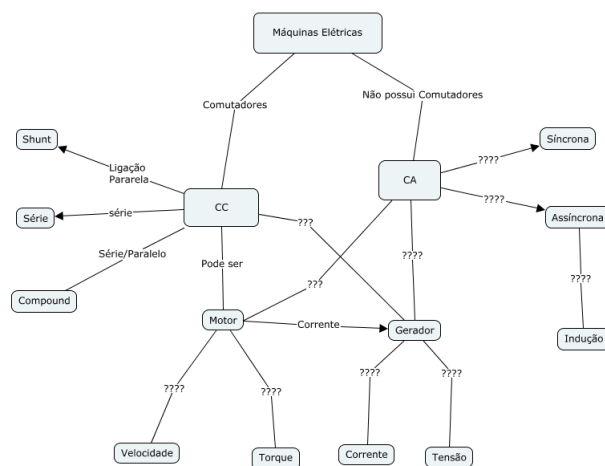 Máquinas Elétricas
Comutadores
Não possui Comutadores
Shunt
Ligação
Pararela
Síncrona
????
CC
CA
????
Série
série
Assíncrona
???
Série/Paralelo
Pode ser
????
????
???
Compound
Motor
Corrente
Gerador
Indução
????
????
????
????
Velocidade
Torque
Corrente
Tensão